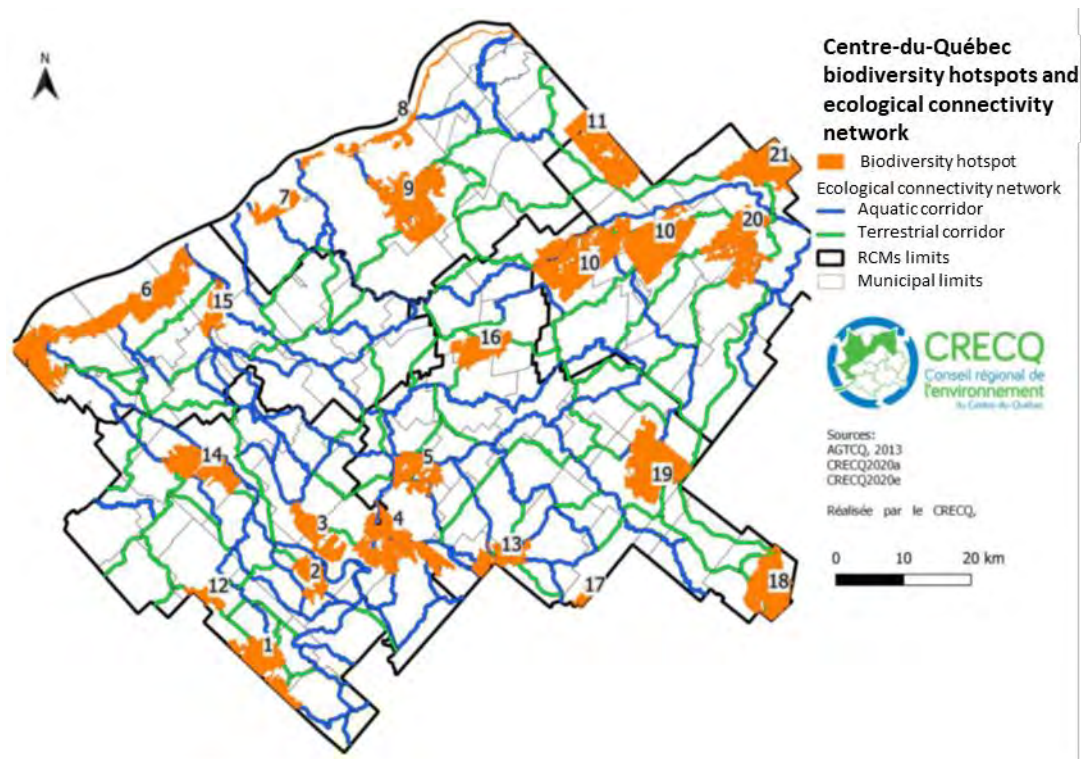 Centre-du-Québec
biodiversity hotspots and
ecological connectivity
network
Biodiversity hotspot
Ecological connectivity network
Aquatic corridor
Terrestrial corridor
RCMs limits
Municipal limits
CRECQ
Conseil régional de
l'environnement
du Centre-du-Québec
Sources:
AGTCQ, 2013
CRECQ2020a
CRECQ2020e
Réalisée par le CRECQ,
0 10 20 km
N
8
11
21
9
7
20
10
10
6
15
16
14
5
19
3
4
13
2
12
17
18
1